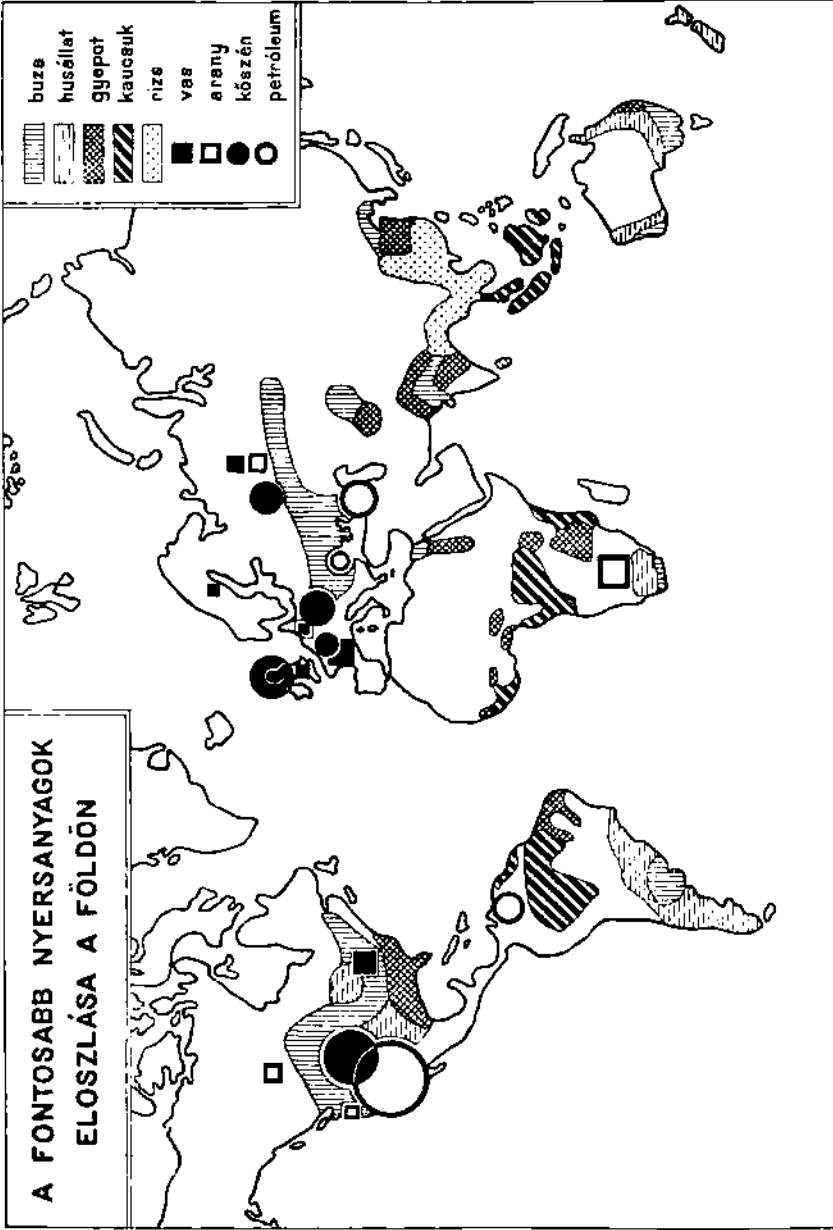 A FONTOSABB NYERSANYAGOK
ELOSZLÁSA A FÖLDÖN
buza
husállat
gyapot
kaucsuk
rizs
vas
arany
kőszén
petróleum